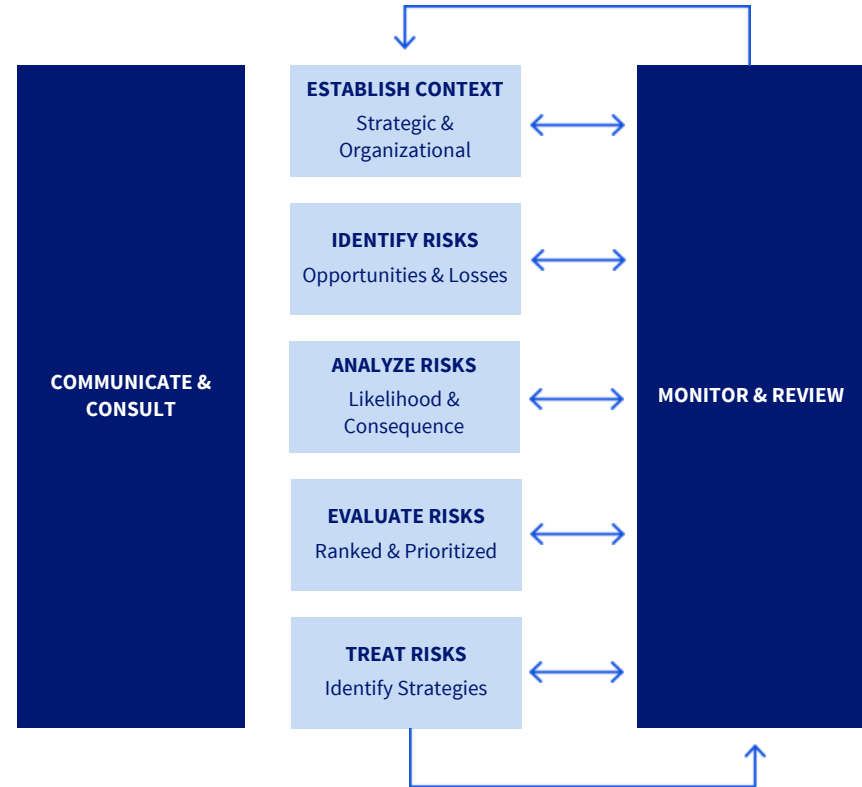 ESTABLISH CONTEXT
Strategic &
Organizational
IDENTIFY RISKS
Opportunities & Losses
COMMUNICATE &
CONSULT
ANALYZE RISKS
Likelihood &
Consequence
MONITOR & REVIEW
EVALUATE RISKS
Ranked & Prioritized
TREAT RISKS
Identify Strategies